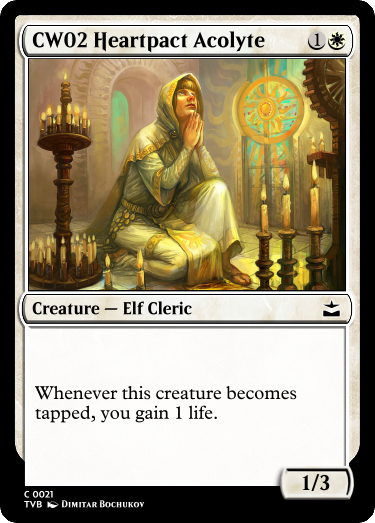 CW02 Heartpact Acolyte 1
Creature — Elf Cleric
Whenever this creature becomes
tapped, you gain 1 life.
1/3
C 0021
TVB Dimitar Bochukov